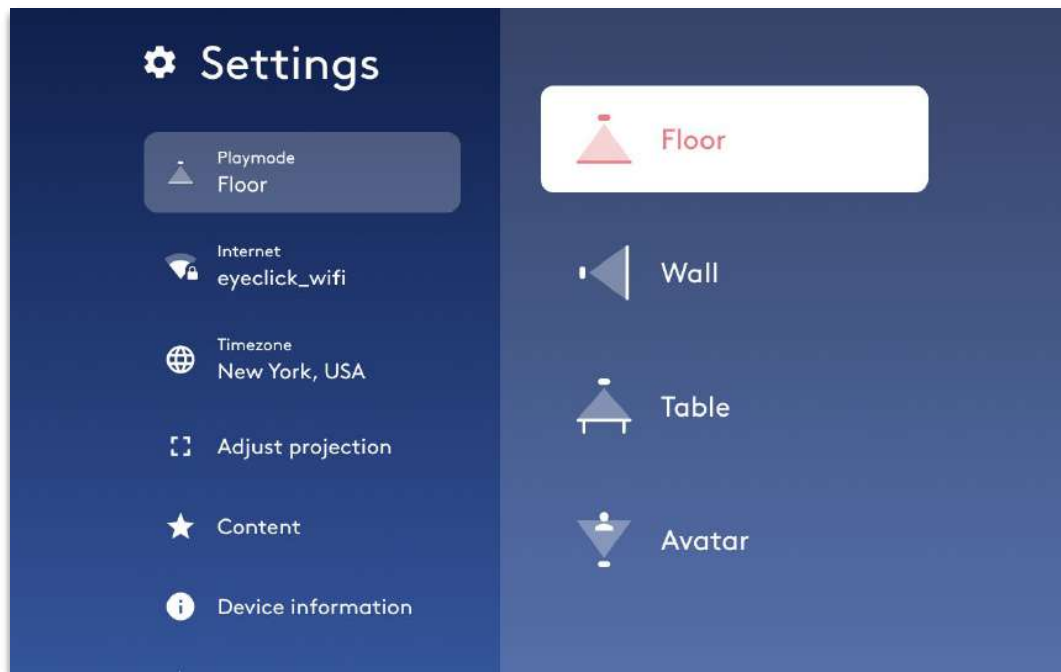 Settings
Playmode
Floor
Internet
eyeclick_wifi
Timezone
New York, USA
Adjust projection
Content
Device information
Floor
Wall
Table
Avatar